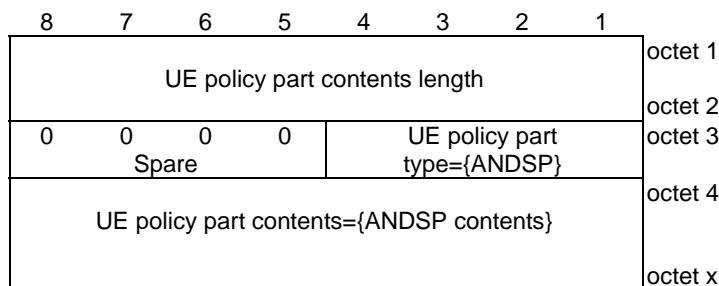 8 7 6 5 4 3 2 1
octet 1
UE policy part contents length
octet 2
0 0 0 0 UE policy part octet 3
Spare type={ANDSP}
octet 4
UE policy part contents={ANDSP contents}
octet x